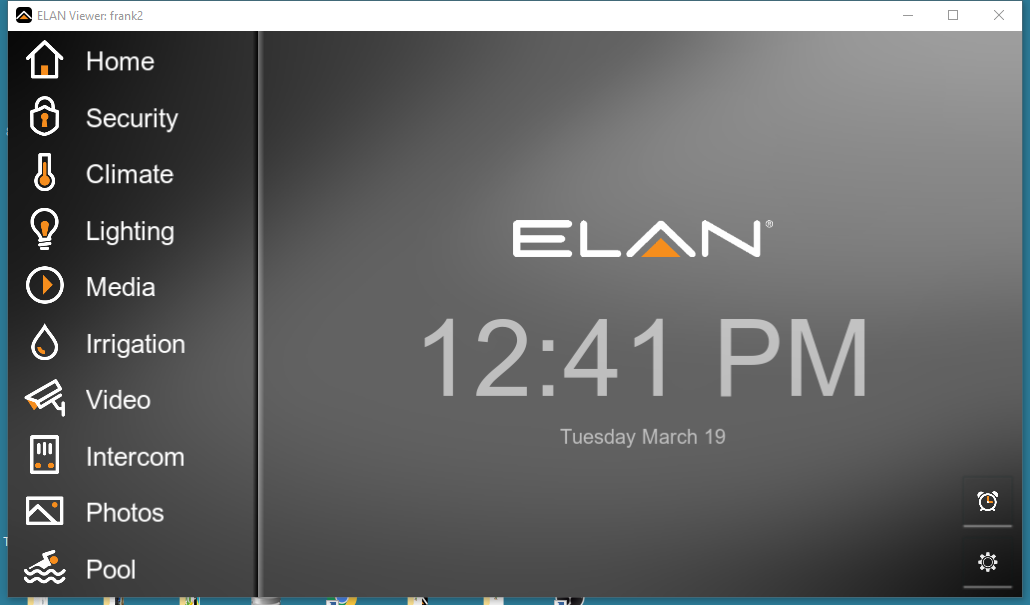 ELAN Viewer: frank2
Home
Security
Climate
Lighting
Media
Irrigation
Video
Intercom
Photos
Pool
ELAN®
12:41 PM
Tuesday March 19